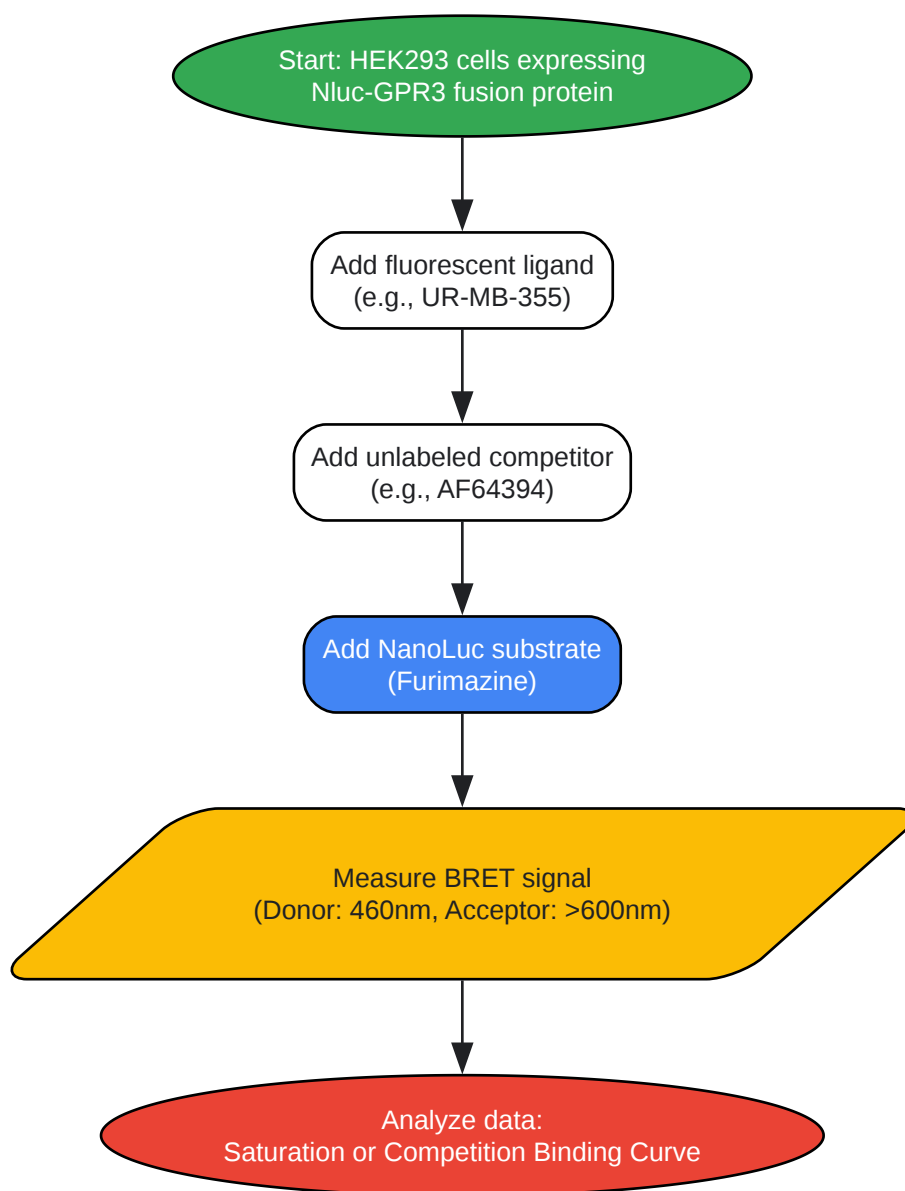 Start: HEK293 cells expressing
Nluc-GPR3 fusion protein
Add fluorescent ligand
(e.g., UR-MB-355)
Add unlabeled competitor
(e.g., AF64394)
Add NanoLuc substrate
(Furimazine)
Measure BRET signal
(Donor: 460nm, Acceptor: >600nm)
Analyze data:
Saturation or Competition Binding Curve